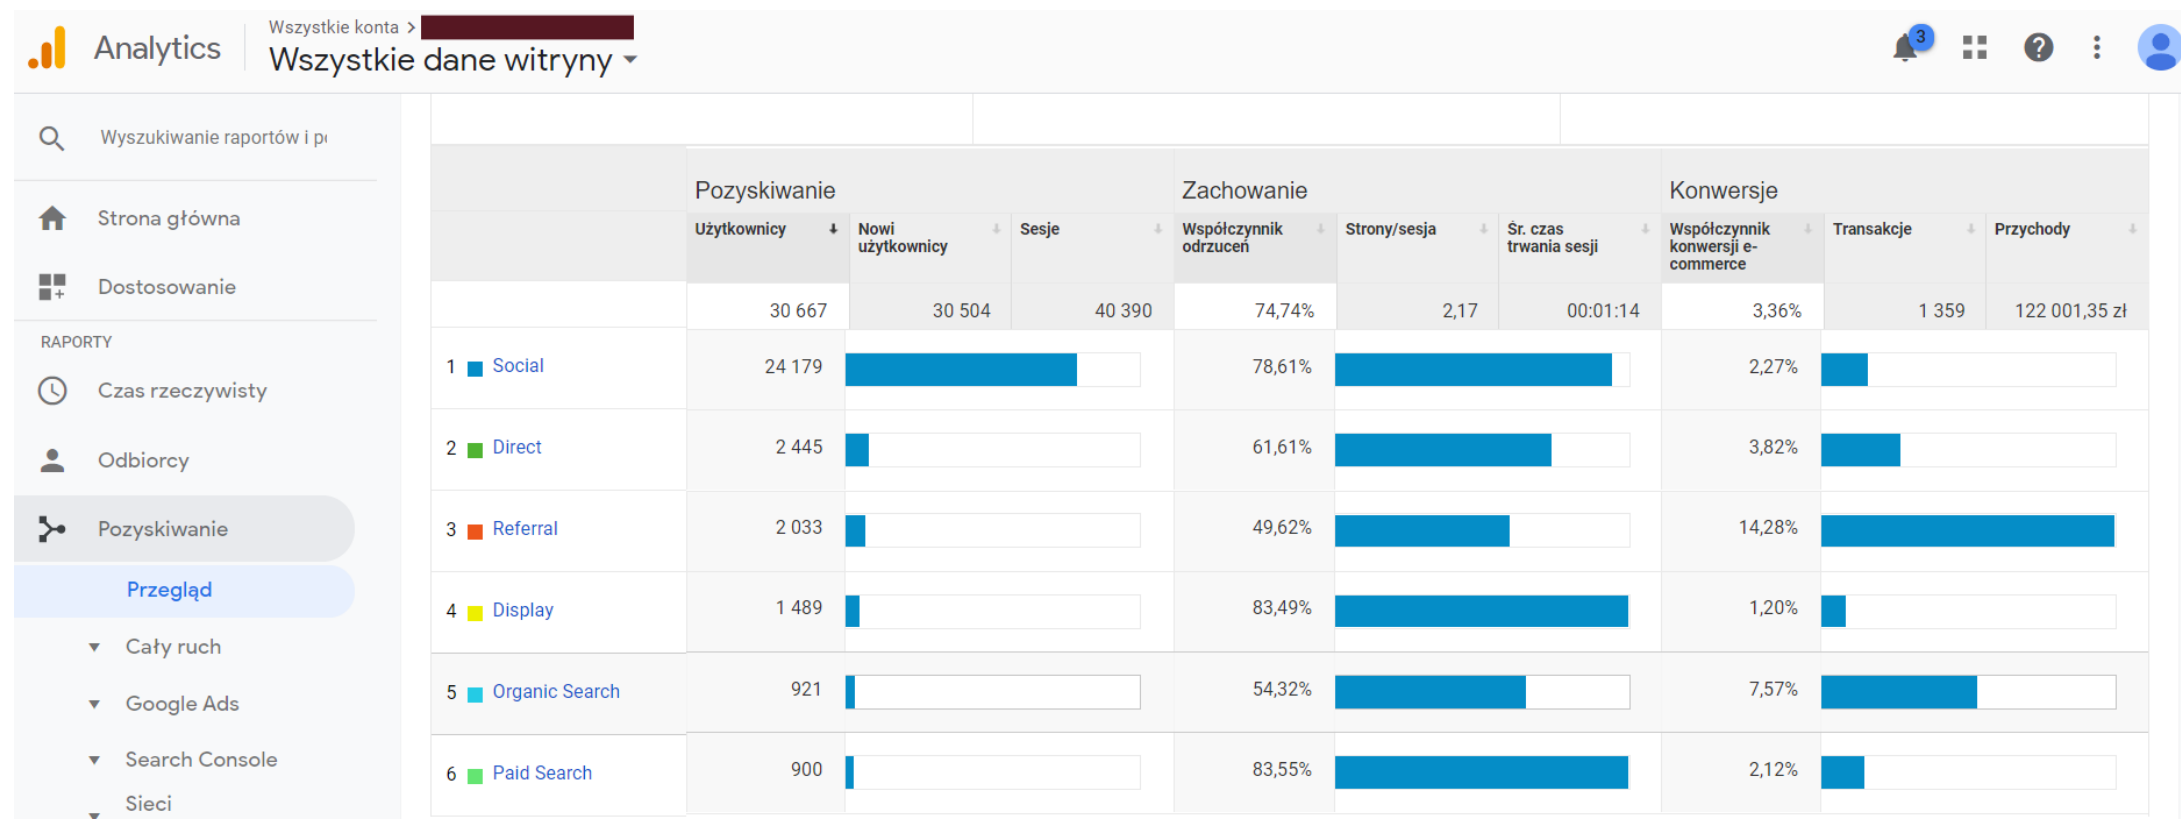 Analytics
Wszystkie konta >
Wszystkie dane witryny
3
Wyszukiwanie raportów i p
Strona główna
Dostosowanie
RAPORTY
Czas rzeczywisty
Odbiorcy
Pozyskiwanie
Przegląd
Cały ruch
Google Ads
Search Console
Sieci
Pozyskiwanie Zachowanie Konwersje
Użytkownicy
Nowi
użytkownicy
Sesje
Współczynnik
odrzuceń
Strony/sesja
Śr. czas
trwania sesji
Współczynnik
konwersji e-
commerce
Transakcje
Przychody
30 667 30 504 40 390 74,74% 2,17 00:01:14 3,36% 1 359 122 001,35 zł
1 Social 24 179 78,61% 2,27%
2 Direct 2 445 61,61% 3,82%
3 Referral 2 033 49,62% 14,28%
4 Display 1 489 83,49% 1,20%
5 Organic Search 921 54,32% 7,57%
6 Paid Search 900 83,55% 2,12%